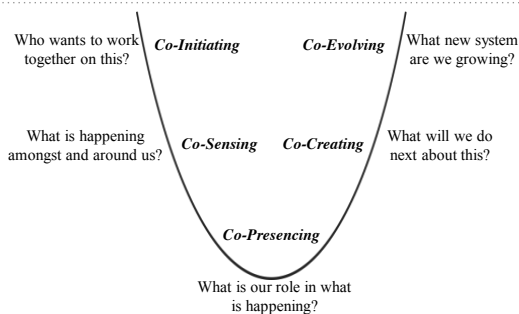 Who wants to work
together on this?
Co-Initiating
Co-Evolving
What new system
are we growing?
What is happening
amongst and around us?
Co-Sensing
Co-Creating
What will we do
next about this?
Co-Presencing
What is our role in what
is happening?